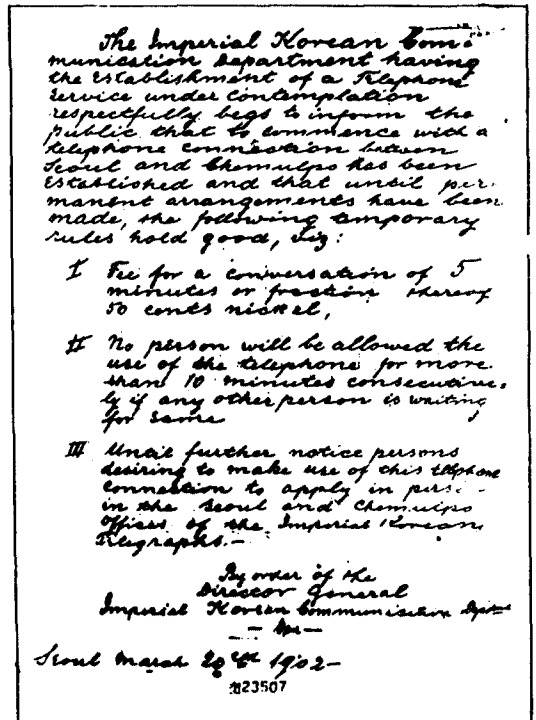 The Imperial Korean Com-
munication Department having
the Establishment of a Telephone
Service under Contemplation
respectfully begs to inform the
public that to commence with a
telephone connection between
Seoul and Chemulpo has been
Established and that until per-
manent arrangements have been
made, the following temporary
rules hold good, viz:
I Fee for a conversation of 5
minutes or fraction thereof
50 cents nickel,
II No person will be allowed the
use of the telephone for more
than 10 minutes consecutive-
ly if any other person is waiting
for same
III Until further notice persons
desiring to make use of this telephone
connection to apply in
in the Seoul and Chemulpo
Offices of the Imperial Korean
Telegraphs.—
By order of the
Director General
Imperial Korean Communication Dept
Seoul March 1902-
23507